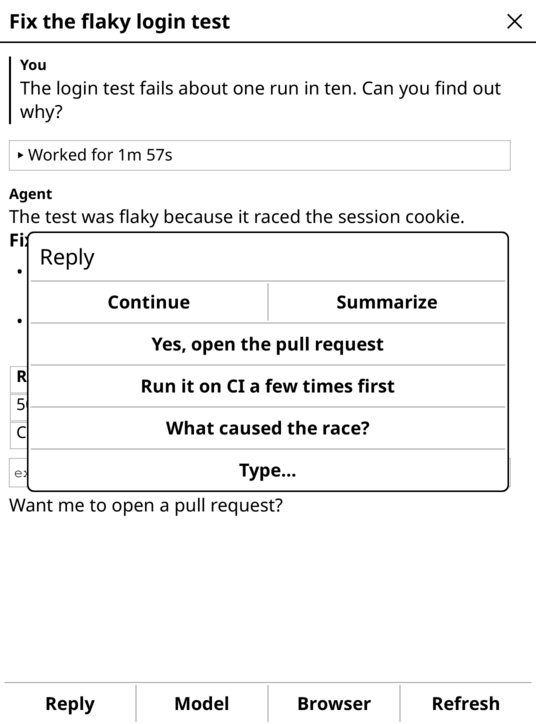 Fix the flaky login test
You
The login test fails about one run in ten. Can you find out
why?
Worked for 1m 57s
Agent
The test was flaky because it raced the session cookie.
Reply
Continue
Summarize
Yes, open the pull request
Run it on CI a few times first
What caused the race?
Type...
Want me to open a pull request?
Reply
Model
Browser
Refresh